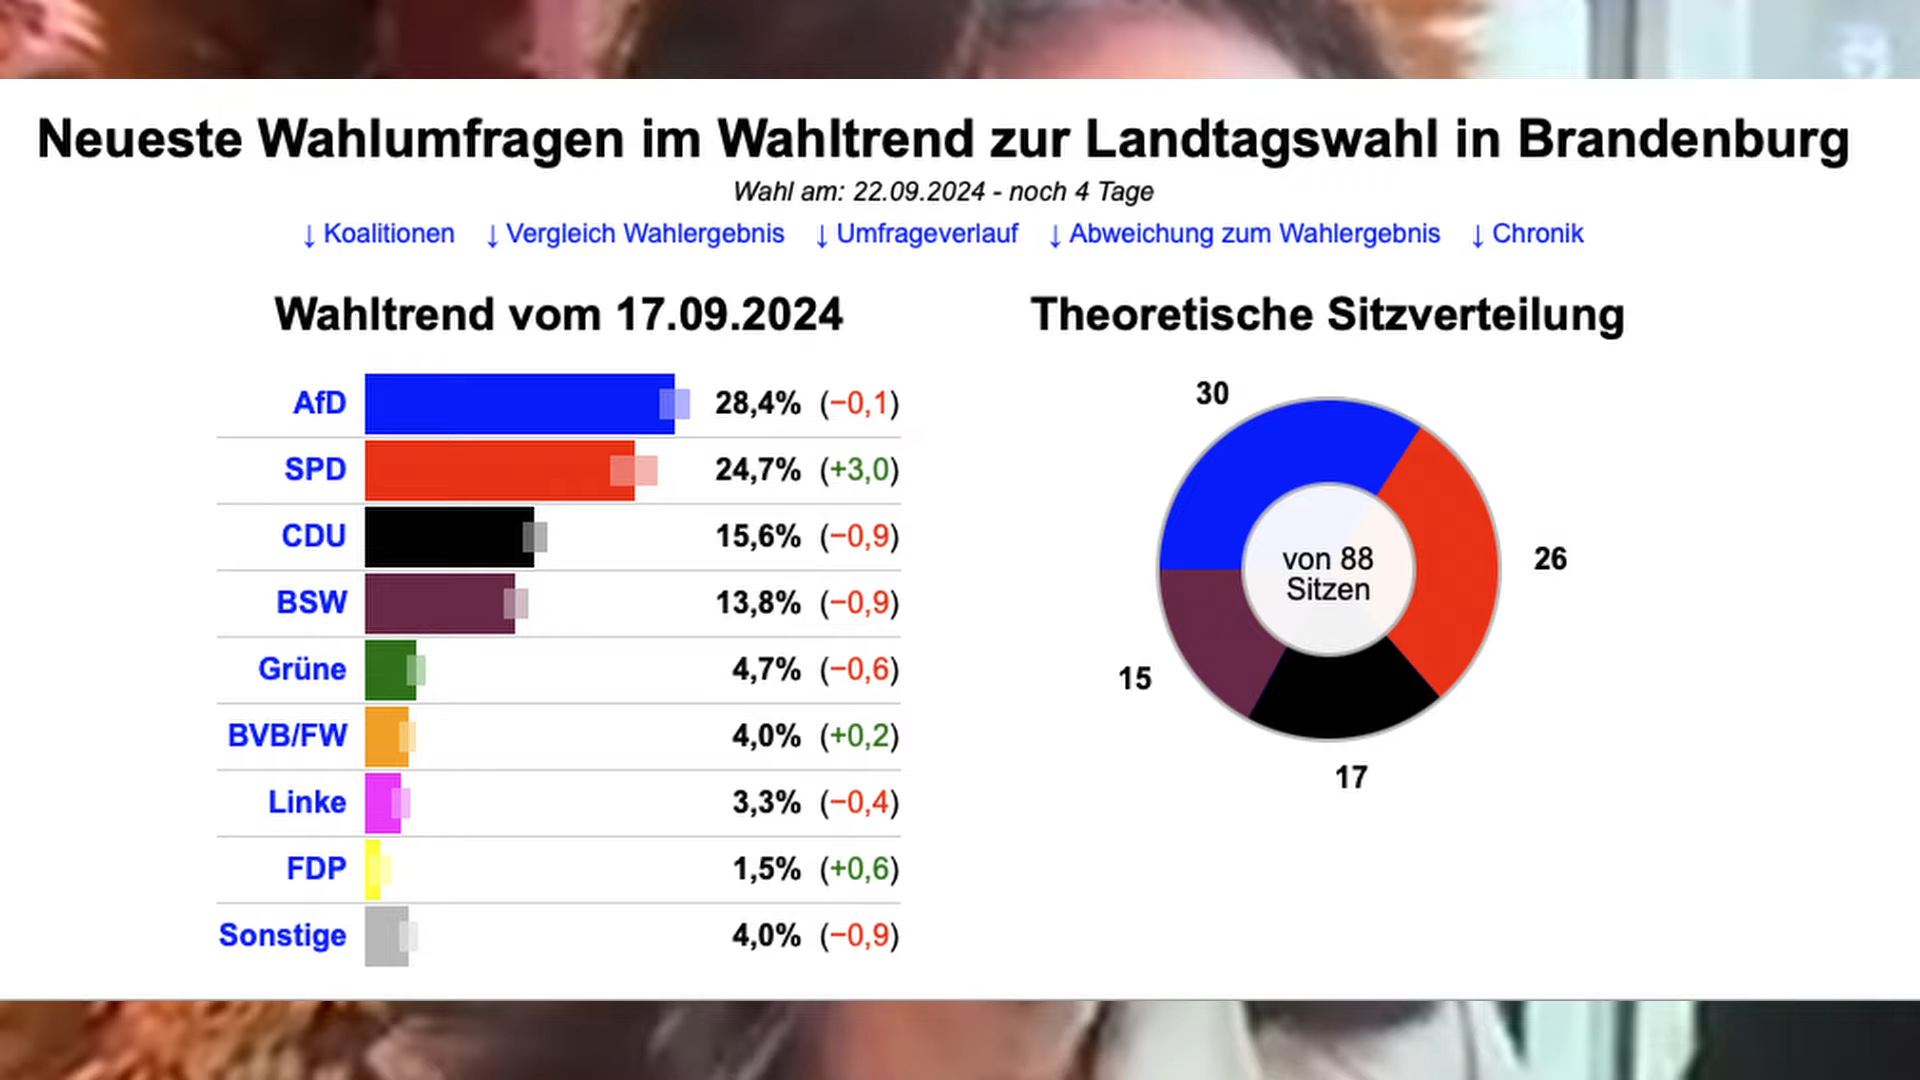 Neueste Wahlumfragen im Wahltrend zur Landtagswahl in Brandenburg
Wahl am: 22.09.2024 - noch 4 Tage
↓ Koalitionen ↓ Vergleich Wahlergebnis ↓ Umfrageverlauf ↓ Abweichung zum Wahlergebnis ↓ Chronik
Wahltrend vom 17.09.2024
AfD 28,4% (−0,1)
SPD 24,7% (+3,0)
CDU 15,6% (−0,9)
BSW 13,8% (−0,9)
Grüne 4,7% (−0,6)
BVB/FW 4,0% (+0,2)
Linke 3,3% (−0,4)
FDP 1,5% (+0,6)
Sonstige 4,0% (−0,9)
Theoretische Sitzverteilung
30
26
von 88
Sitzen
15
17